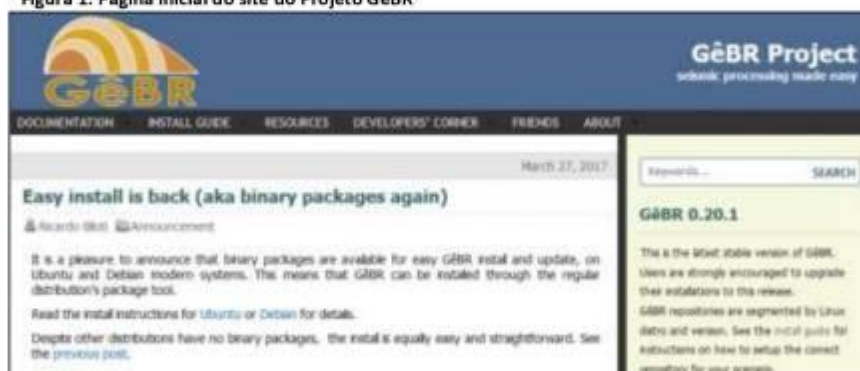 Figura 1: Página inicial do site do Projeto GêBR
GêBR
GêBR Project
seismic processing made easy
DOCUMENTATION INSTALL GUIDE RESOURCES DEVELOPERS' CORNER FRIENDS ABOUT
March 27, 2017
Easy install is back (aka binary packages again)
Ricardo Biloti Announcement
It is a pleasure to announce that binary packages are available for easy GêBR install and update, on
Ubuntu and Debian modern systems. This means that GêBR can be installed through the regular
distribution's package tool.
Read the install instructions for Ubuntu or Debian for details.
Despite other distributions have no binary packages, the install is equally easy and straightforward. See
the previous post.
Keywords... SEARCH
GêBR 0.20.1
This is the latest stable version of GêBR.
Users are strongly encouraged to upgrade
their installations to this release.
GêBR repositories are segmented by Linux
distro and version. See the install guide for
instructions on how to setup the correct
repository for your scenario.